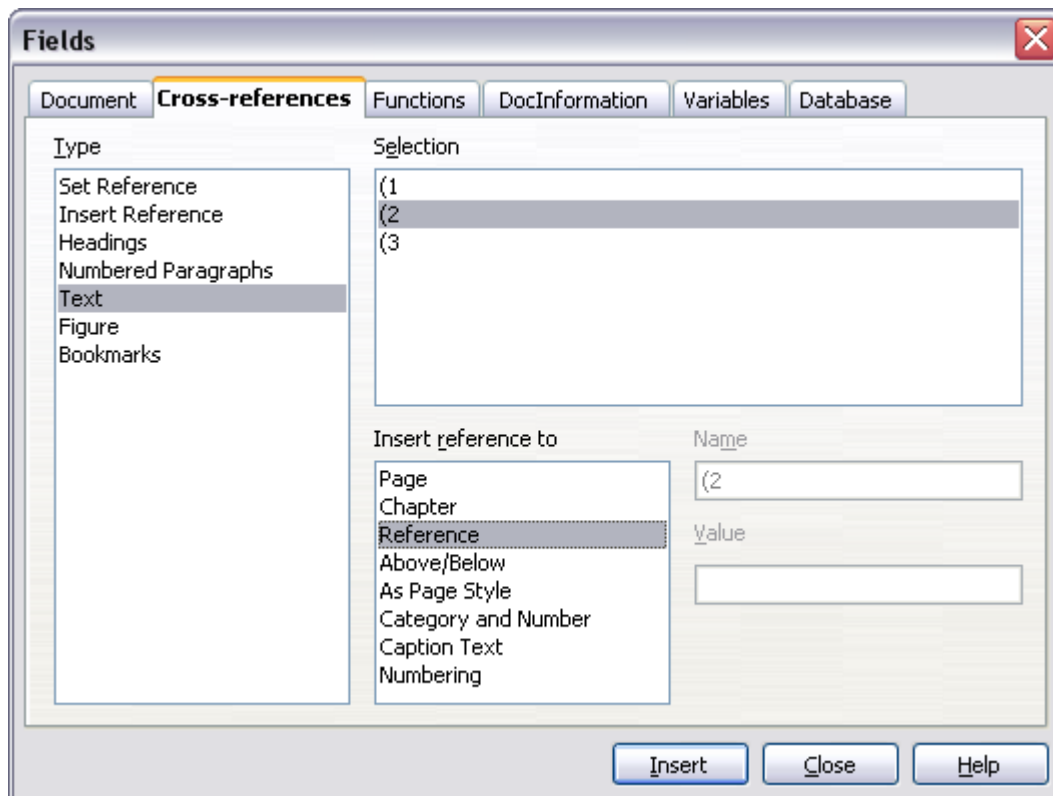 Fields
Document Cross-references Functions DocInformation Variables Database
Type
Set Reference
Insert Reference
Headings
Numbered Paragraphs
Text
Figure
Bookmarks
Selection
(1
(2
(3
Insert reference to
Page
Chapter
Reference
Above/Below
As Page Style
Category and Number
Caption Text
Numbering
Name
(2
Value
Insert Close Help